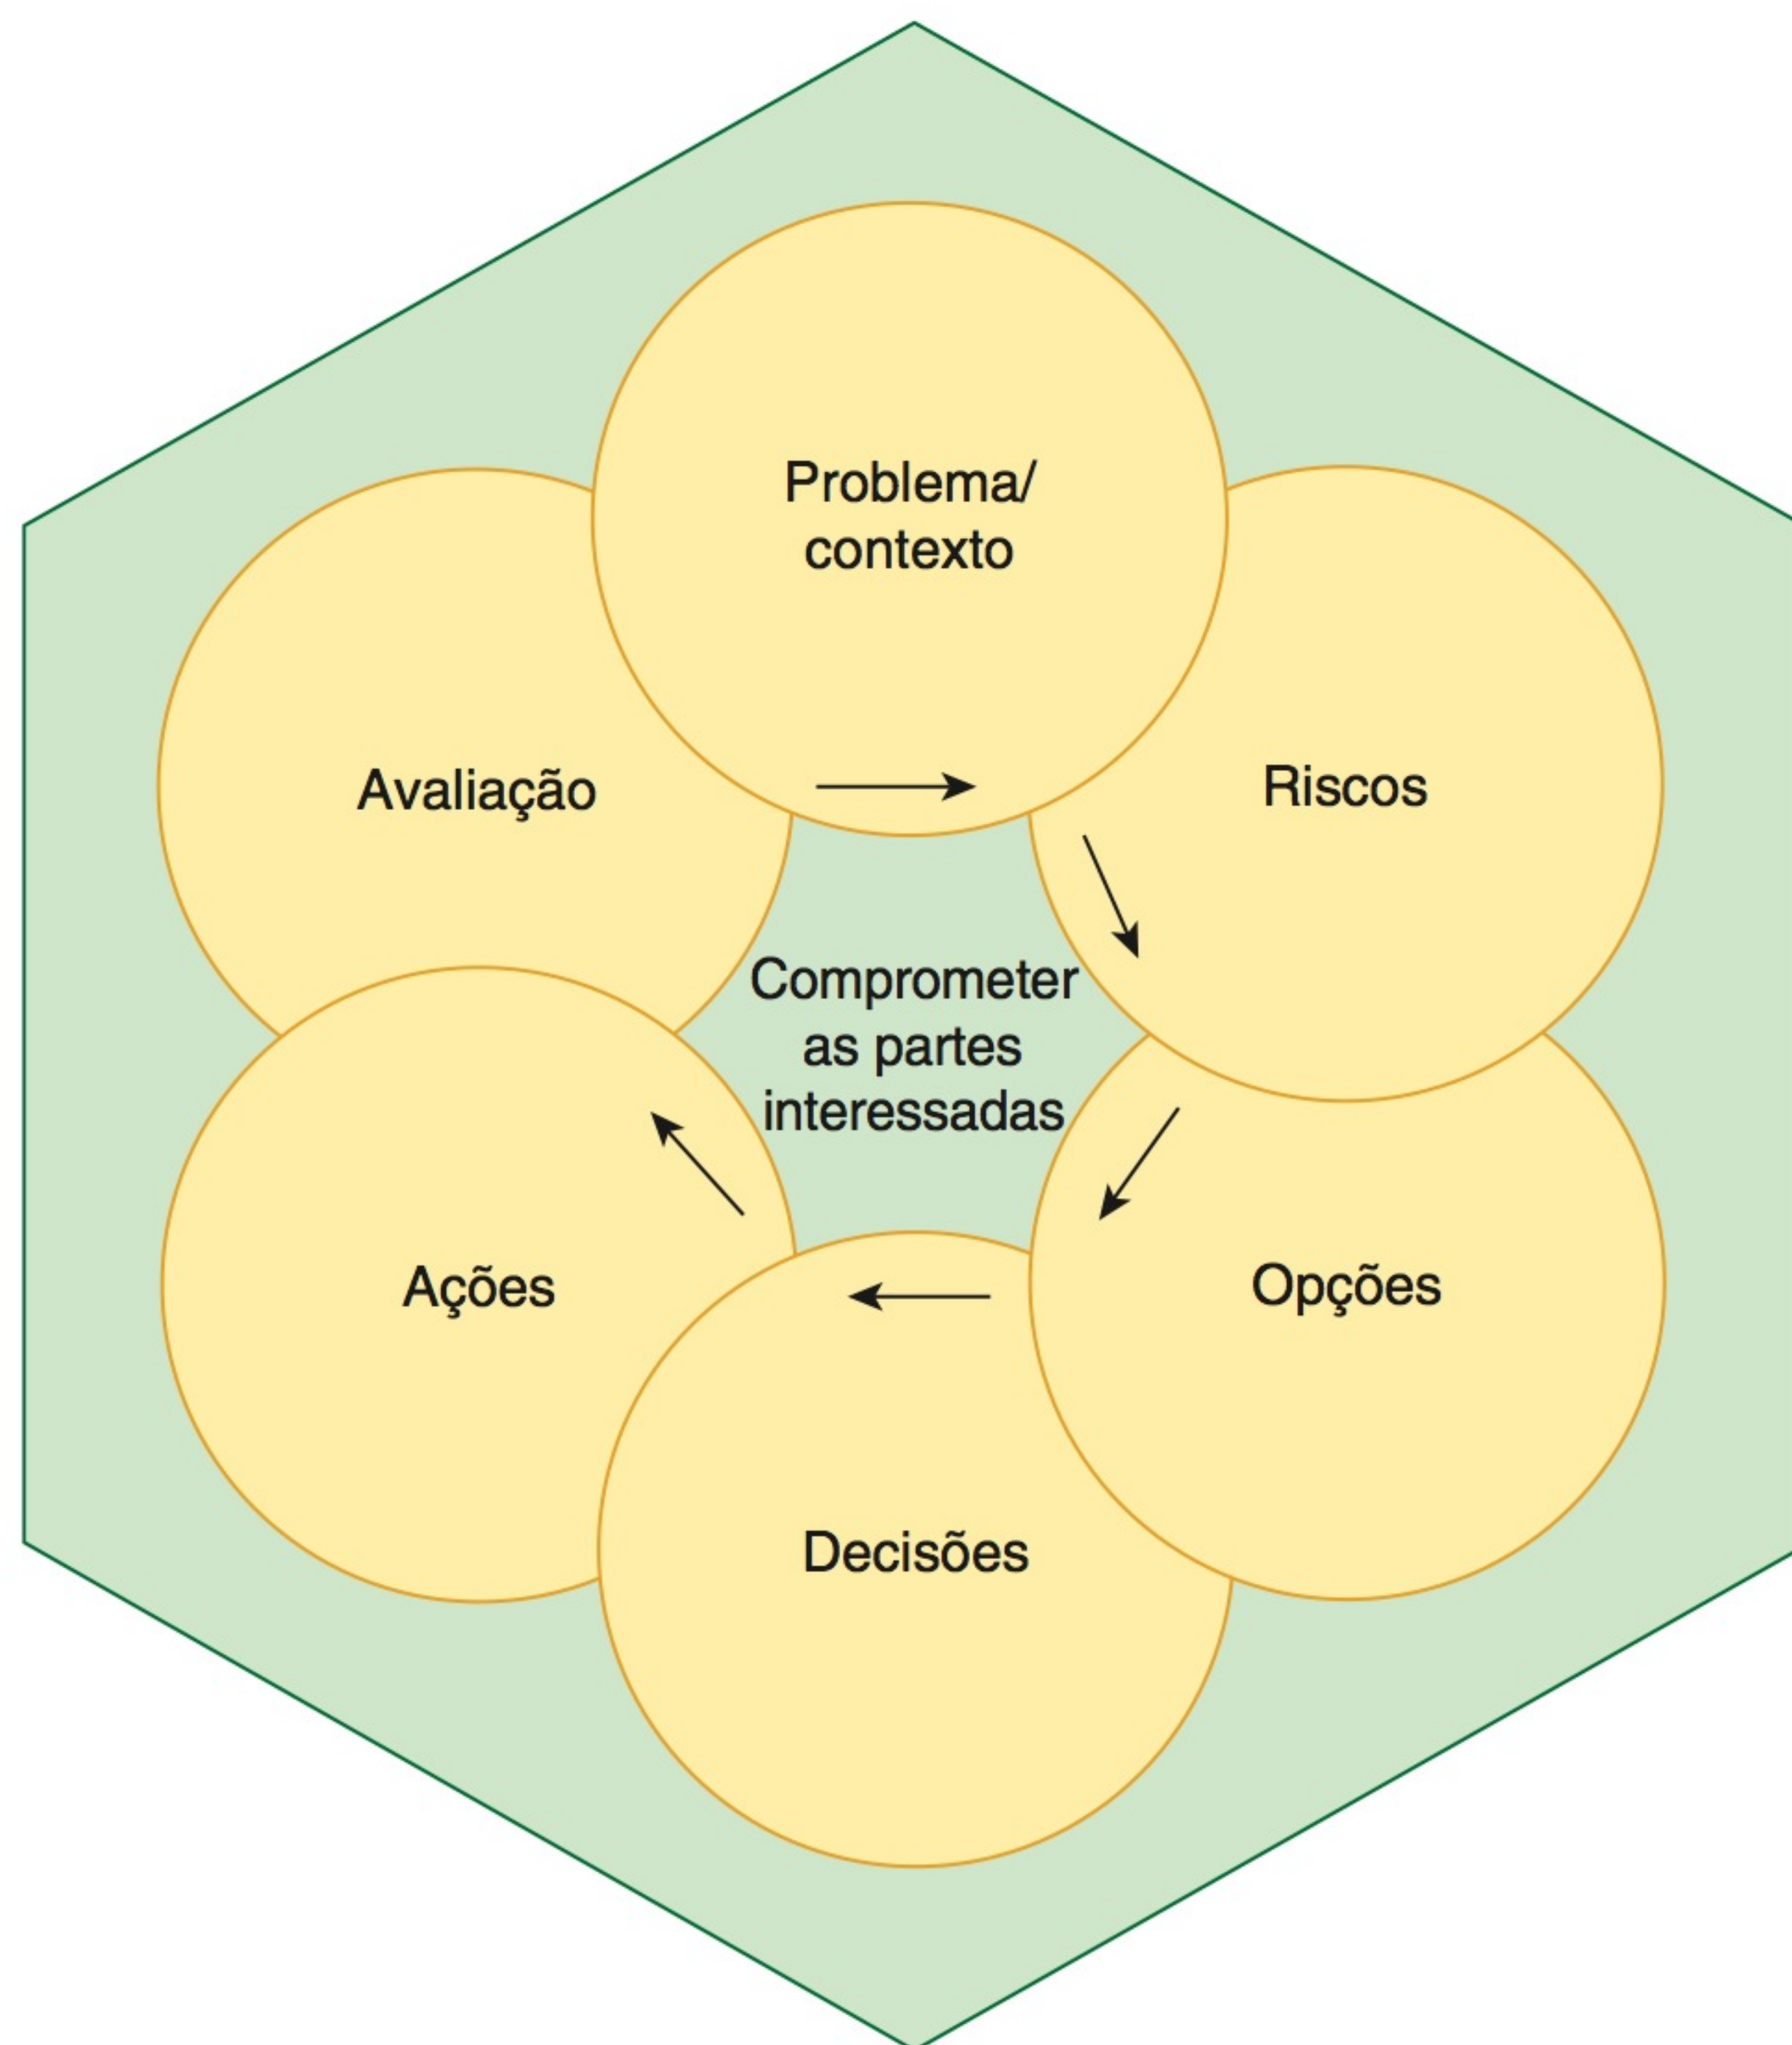 Problema/
contexto
Avaliação
Riscos
Comprometer
as partes
interessadas
Ações
Opções
Decisões